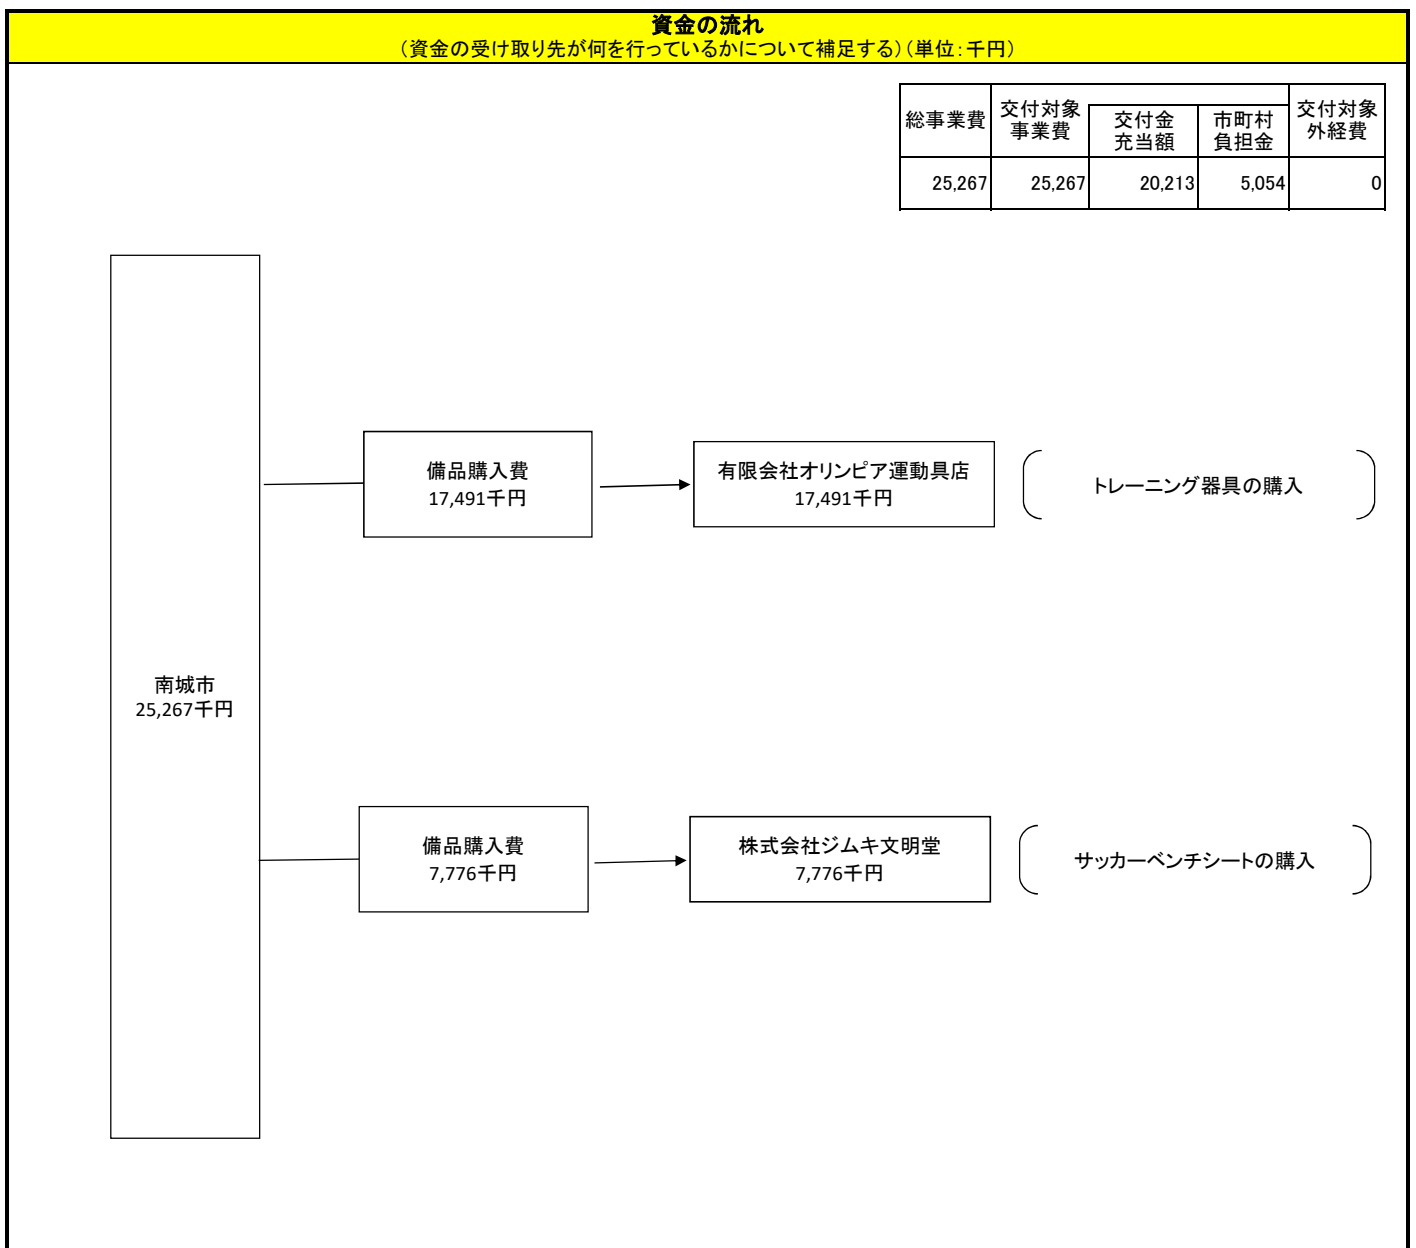 資金の流れ
（資金の受け取り先が何を行っているかについて補足する）（単位：千円）
総事業費
交付対象
事業費
交付金
充当額
市町村
負担金
交付対象
外経費
25,267 25,267 20,213 5,054 0
備品購入費
17,491千円
有限会社オリンピア運動具店
17,491千円
トレーニング器具の購入
南城市
25,267千円
備品購入費
7,776千円
株式会社ジムキ文明堂
7,776千円
サッカーベンチシートの購入